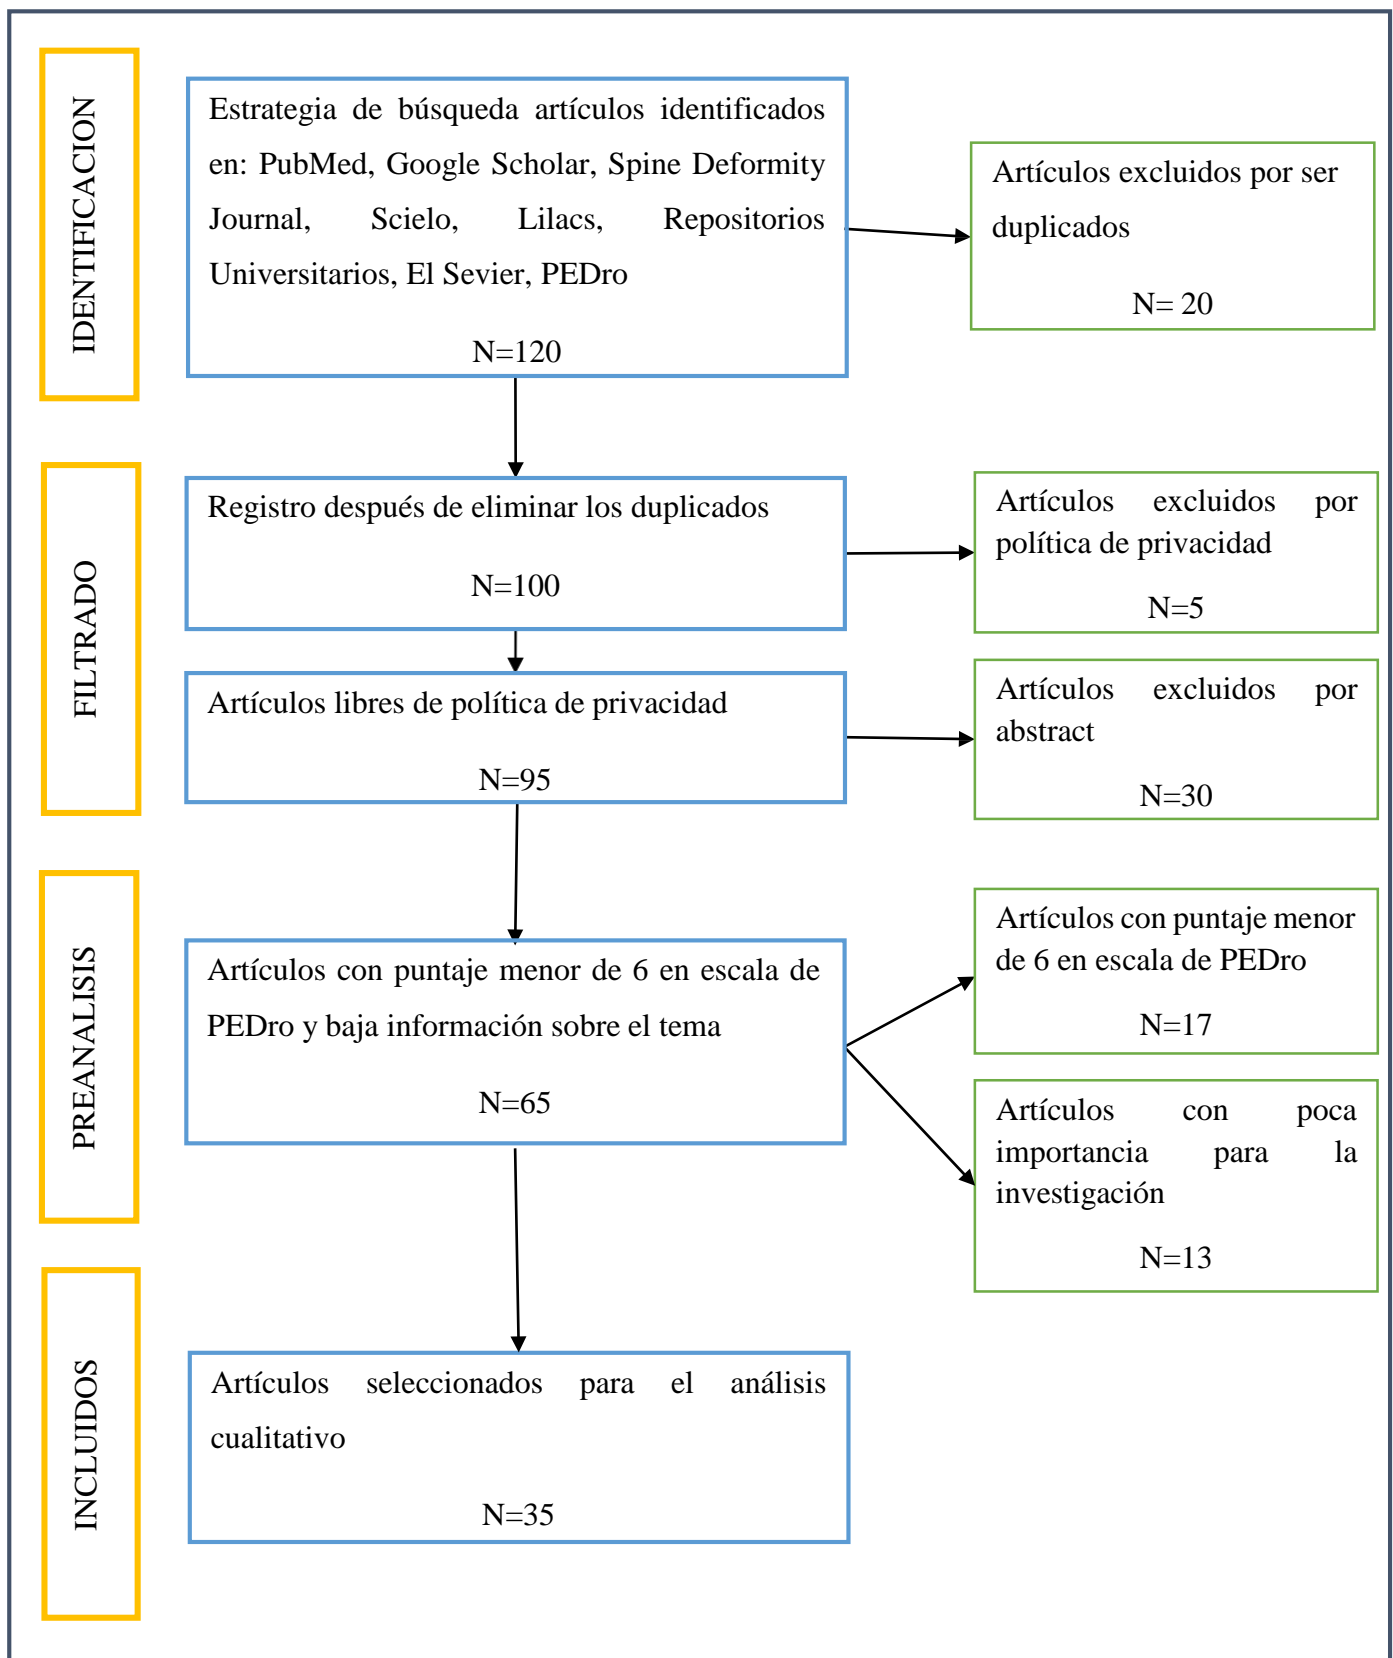 IDENTIFICACION
Estrategia de búsqueda artículos identificados
en: PubMed, Google Scholar, Spine Deformity
Journal, Scielo, Lilacs, Repositorios
Universitarios, El Sevier, PEDro
N=120
Artículos excluidos por ser
duplicados
N= 20
FILTRADO
Registro después de eliminar los duplicados
N=100
Artículos excluidos por
política de privacidad
N=5
Artículos libres de política de privacidad
N=95
Artículos excluidos por
abstract
N=30
PREANALISIS
Artículos con puntaje menor de 6 en escala de
PEDro y baja información sobre el tema
N=65
Artículos con puntaje menor
de 6 en escala de PEDro
N=17
Artículos con poca
importancia para la
investigación
N=13
INCLUIDOS
Artículos seleccionados para el análisis
cualitativo
N=35